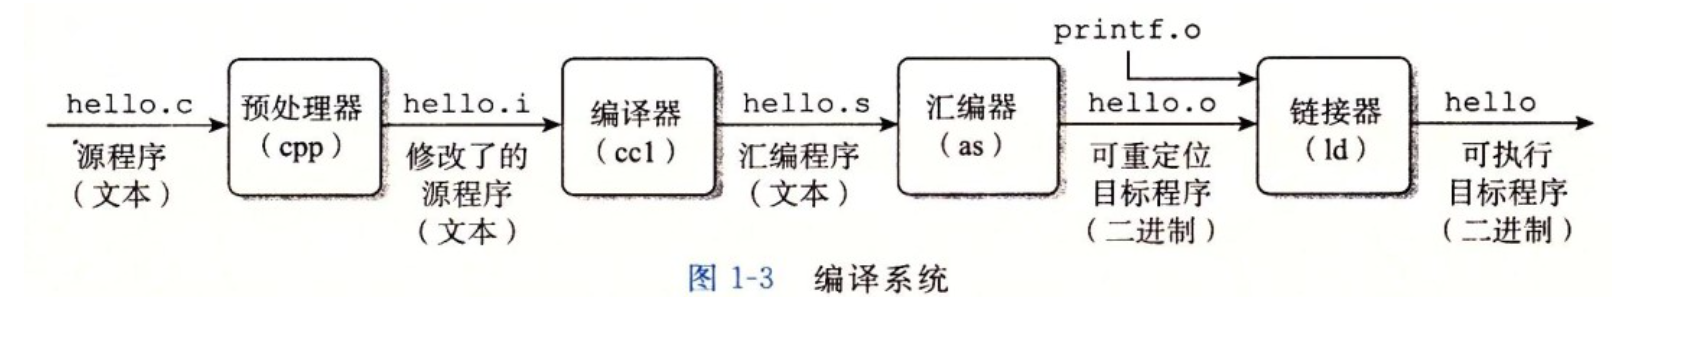 printf.o
hello.c
预处理器
(cpp)
hello.i
编译器
(cc1)
hello.s
汇编器
(as)
hello.o
链接器
(ld)
hello
源程序
(文本)
修改了的
源程序
(文本)
汇编程序
(文本)
可重定位
目标程序
(二进制)
可执行
目标程序
(二进制)
图 1-3 编译系统